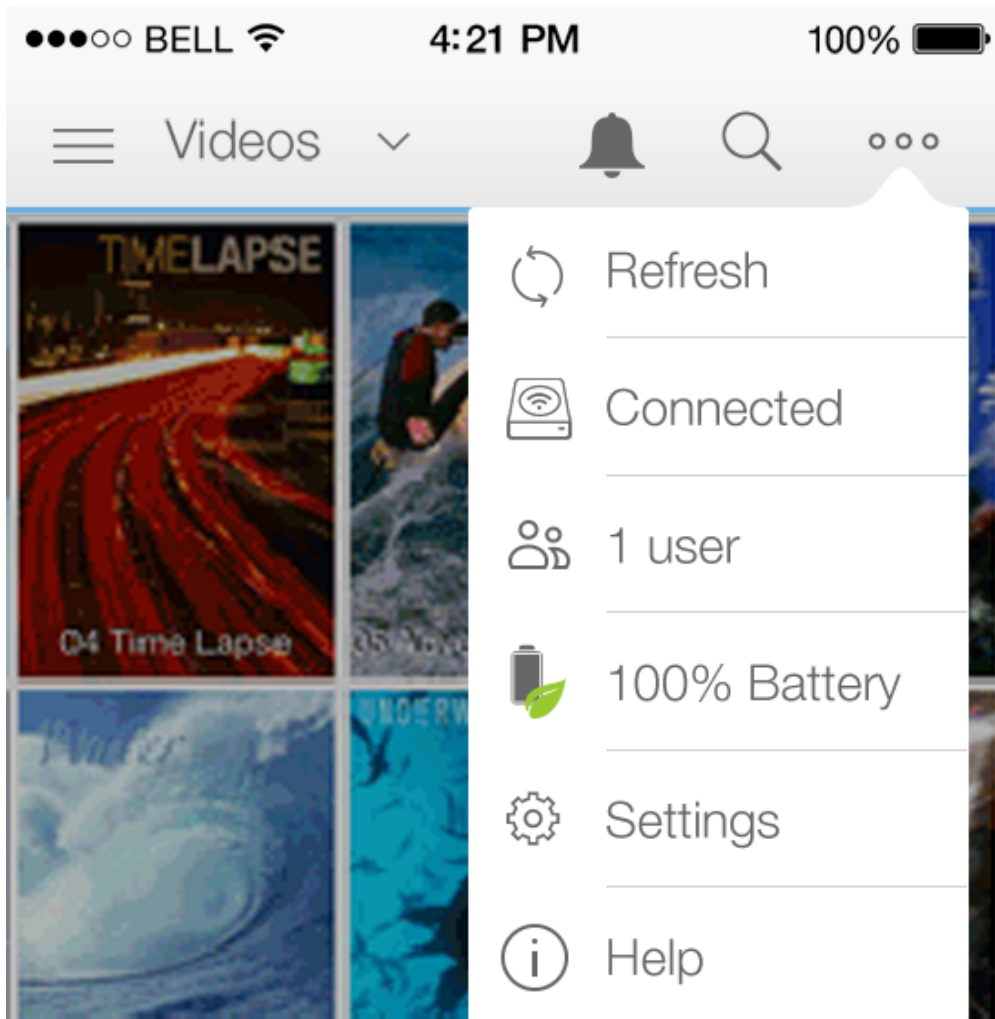 BELL 4:21 PM 100%
Videos
TIMELAPSE
04 Time Lapse
Refresh
Connected
1 user
100% Battery
Settings
Help